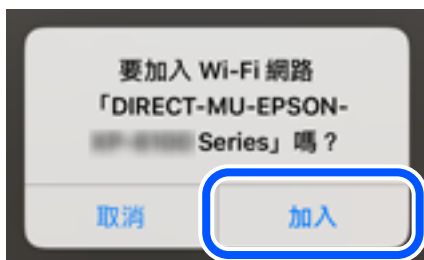 要加入 Wi-Fi 網路
「DIRECT-MU-EPSON-
Series」嗎？
取消
加入